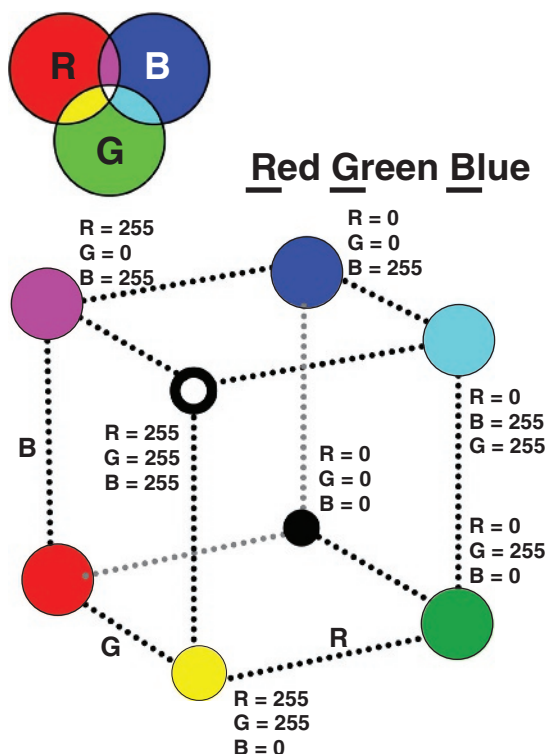 R
B
G
Red Green Blue
R = 255
G = 0
B = 255
R = 0
G = 0
B = 255
R = 0
B = 255
G = 255
R = 255
G = 255
B = 255
B
R = 0
G = 0
B = 0
R = 0
G = 255
B = 0
G
R
R = 255
G = 255
B = 0